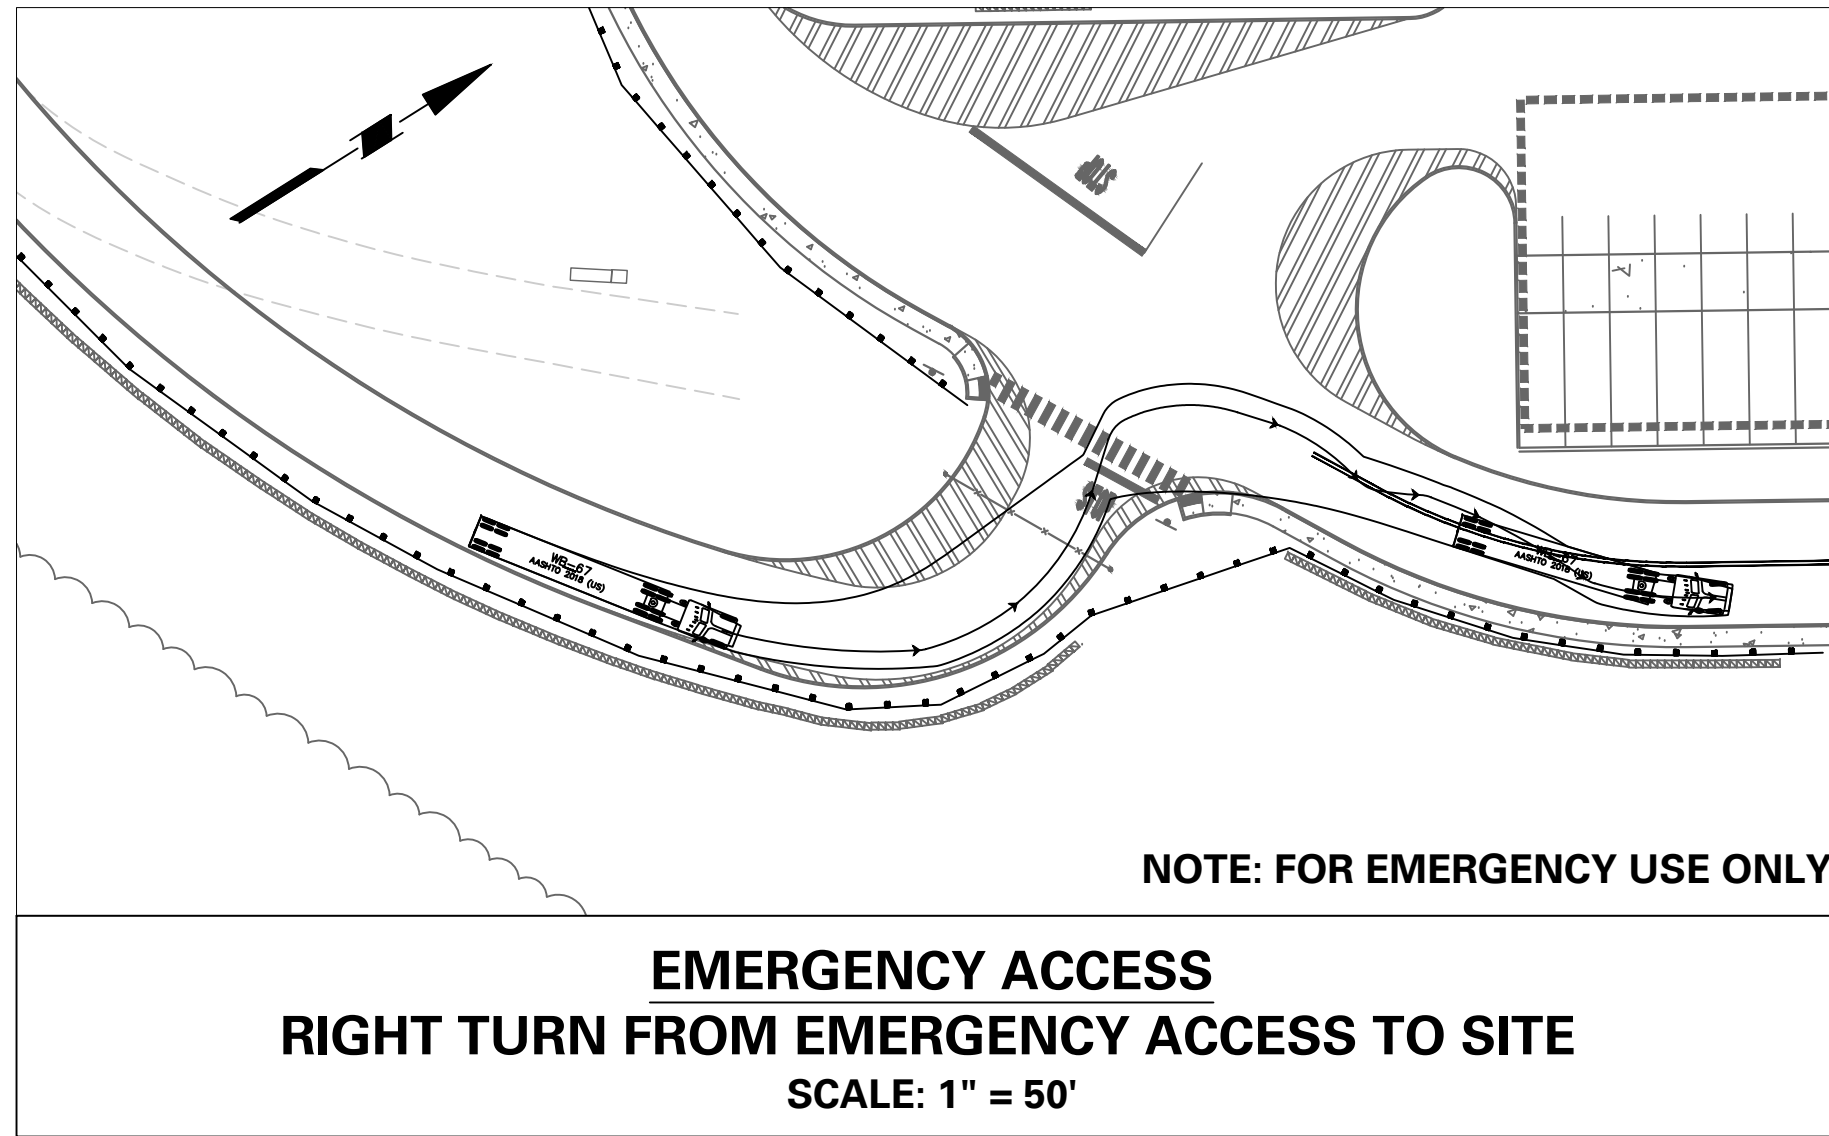 WB-67
AASHTO 2018 (US)
WB-67
AASHTO 2018 (US)
NOTE: FOR EMERGENCY USE ONLY
EMERGENCY ACCESS
RIGHT TURN FROM EMERGENCY ACCESS TO SITE
SCALE: 1" = 50'